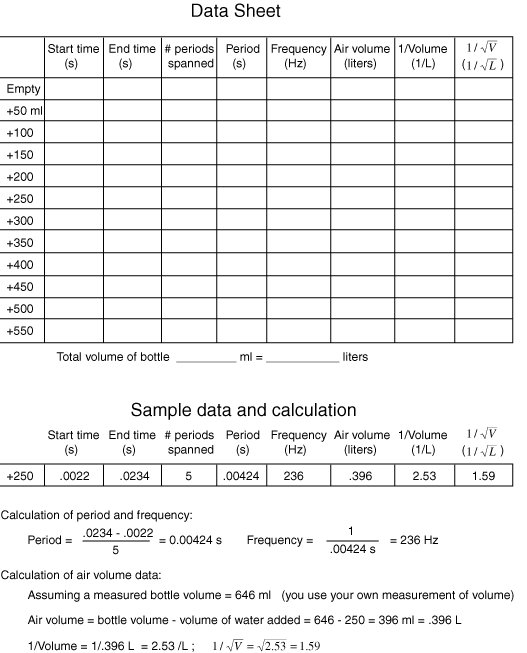 Data Sheet
Start time End time # periods Period Frequency Air volume 1/Volume 1/√V
(s) (s) spanned (s) (Hz) (liters) (1/L) (1/√L)
Empty
+50 ml
+100
+150
+200
+250
+300
+350
+400
+450
+500
+550
Total volume of bottle _________ ml = ___________ liters
Sample data and calculation
Start time End time # periods Period Frequency Air volume 1/Volume 1/√V
(s) (s) spanned (s) (Hz) (liters) (1/L) (1/√L)
+250 .0022 .0234 5 .00424 236 .396 2.53 1.59
Calculation of period and frequency:
Period = .0234 - .0022 / 5 = 0.00424 s Frequency = 1 / .00424 s = 236 Hz
Calculation of air volume data:
Assuming a measured bottle volume = 646 ml (you use your own measurement of volume)
Air volume = bottle volume - volume of water added = 646 - 250 = 396 ml = .396 L
1/Volume = 1/.396 L = 2.53 /L ; 1/√V = √2.53 = 1.59